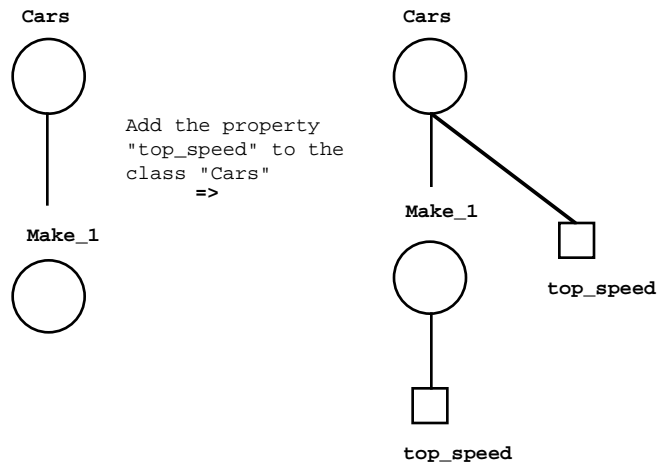 Cars
Make_1
Add the property
"top_speed" to the
class "Cars"
=>
Cars
Make_1
top_speed
top_speed